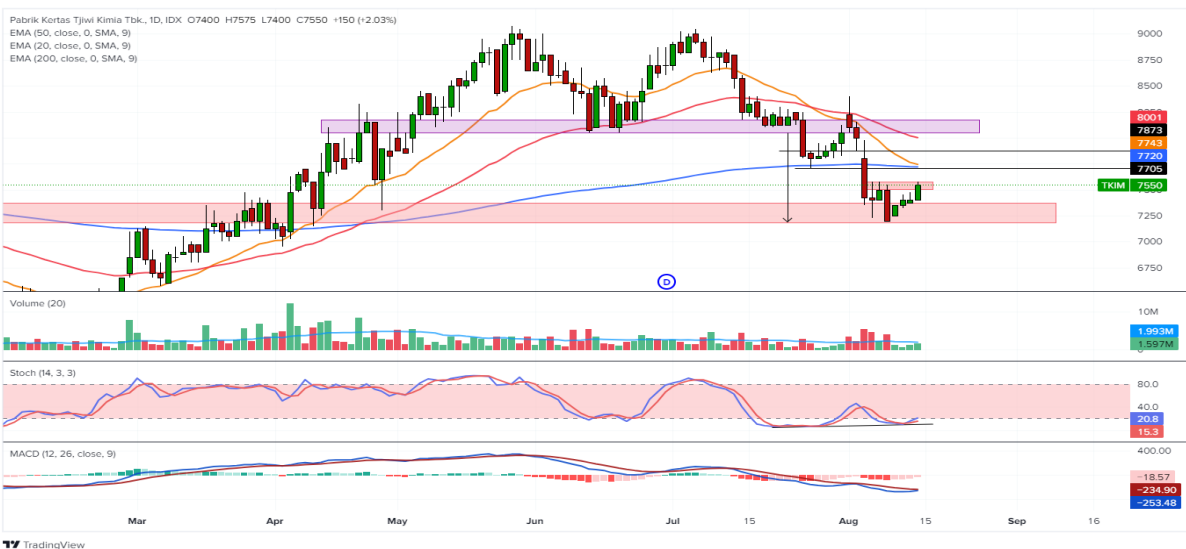 Pabrik Kertas Tjiwi Kimia Tbk., 1D, IDX O7400 H7575 L7400 C7550 +150 (+2.03%)
EMA (50, close, 0, SMA, 9)
EMA (20, close, 0, SMA, 9)
EMA (200, close, 0, SMA, 9)
9000
8750
8500
8001
7873
7743
7720
7705
TKIM 7550
7250
7000
6750
D
Volume (20)
10M
1.993M
1.597M
0
Stoch (14, 3, 3)
80.0
40.0
20.8
15.3
MACD (12, 26, close, 9)
400.00
−18.57
−234.90
−253.48
Mar Apr May Jun Jul 15 Aug 15 Sep 16
TradingView